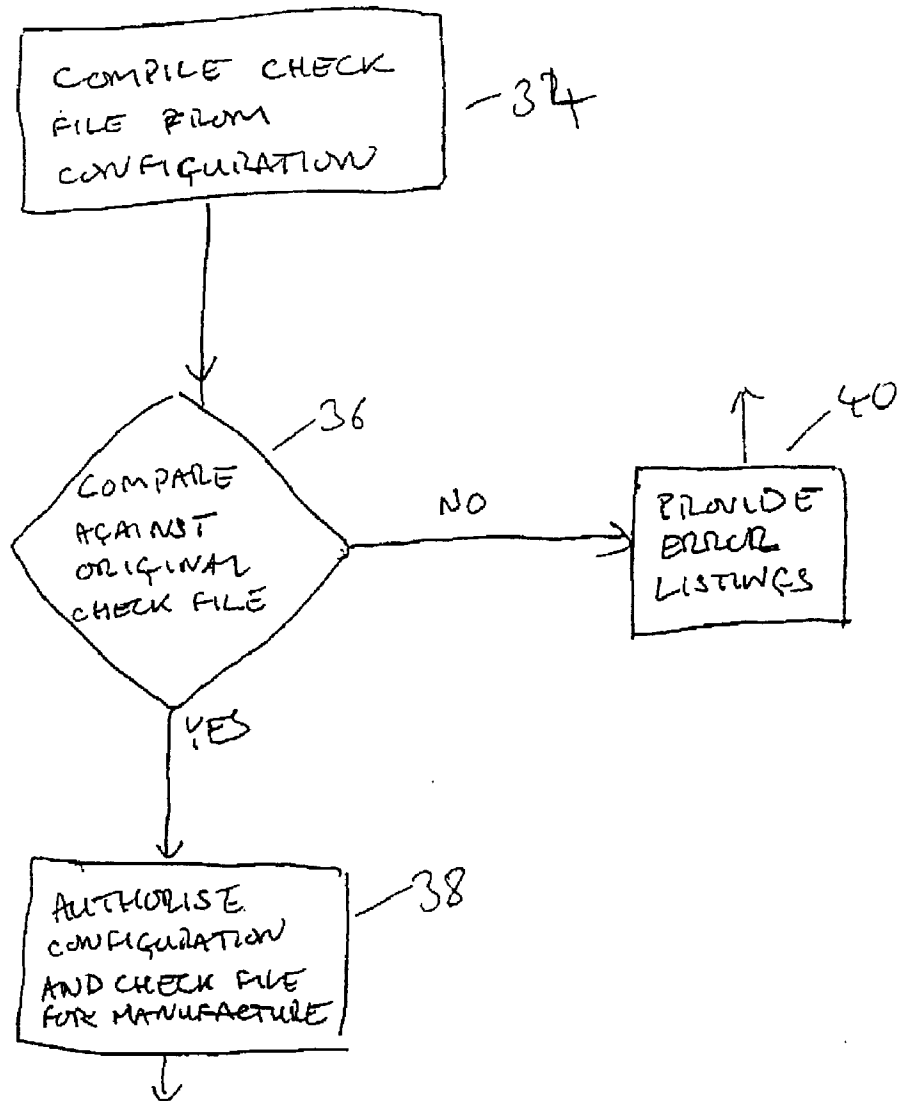 COMPILE CHECK
FILE FROM
CONFIGURATION
34
36
COMPARE
AGAINST
ORIGINAL
CHECK FILE
NO
40
PROVIDE
ERROR
LISTINGS
YES
38
AUTHORISE
CONFIGURATION
AND CHECK FILE
FOR MANUFACTURE